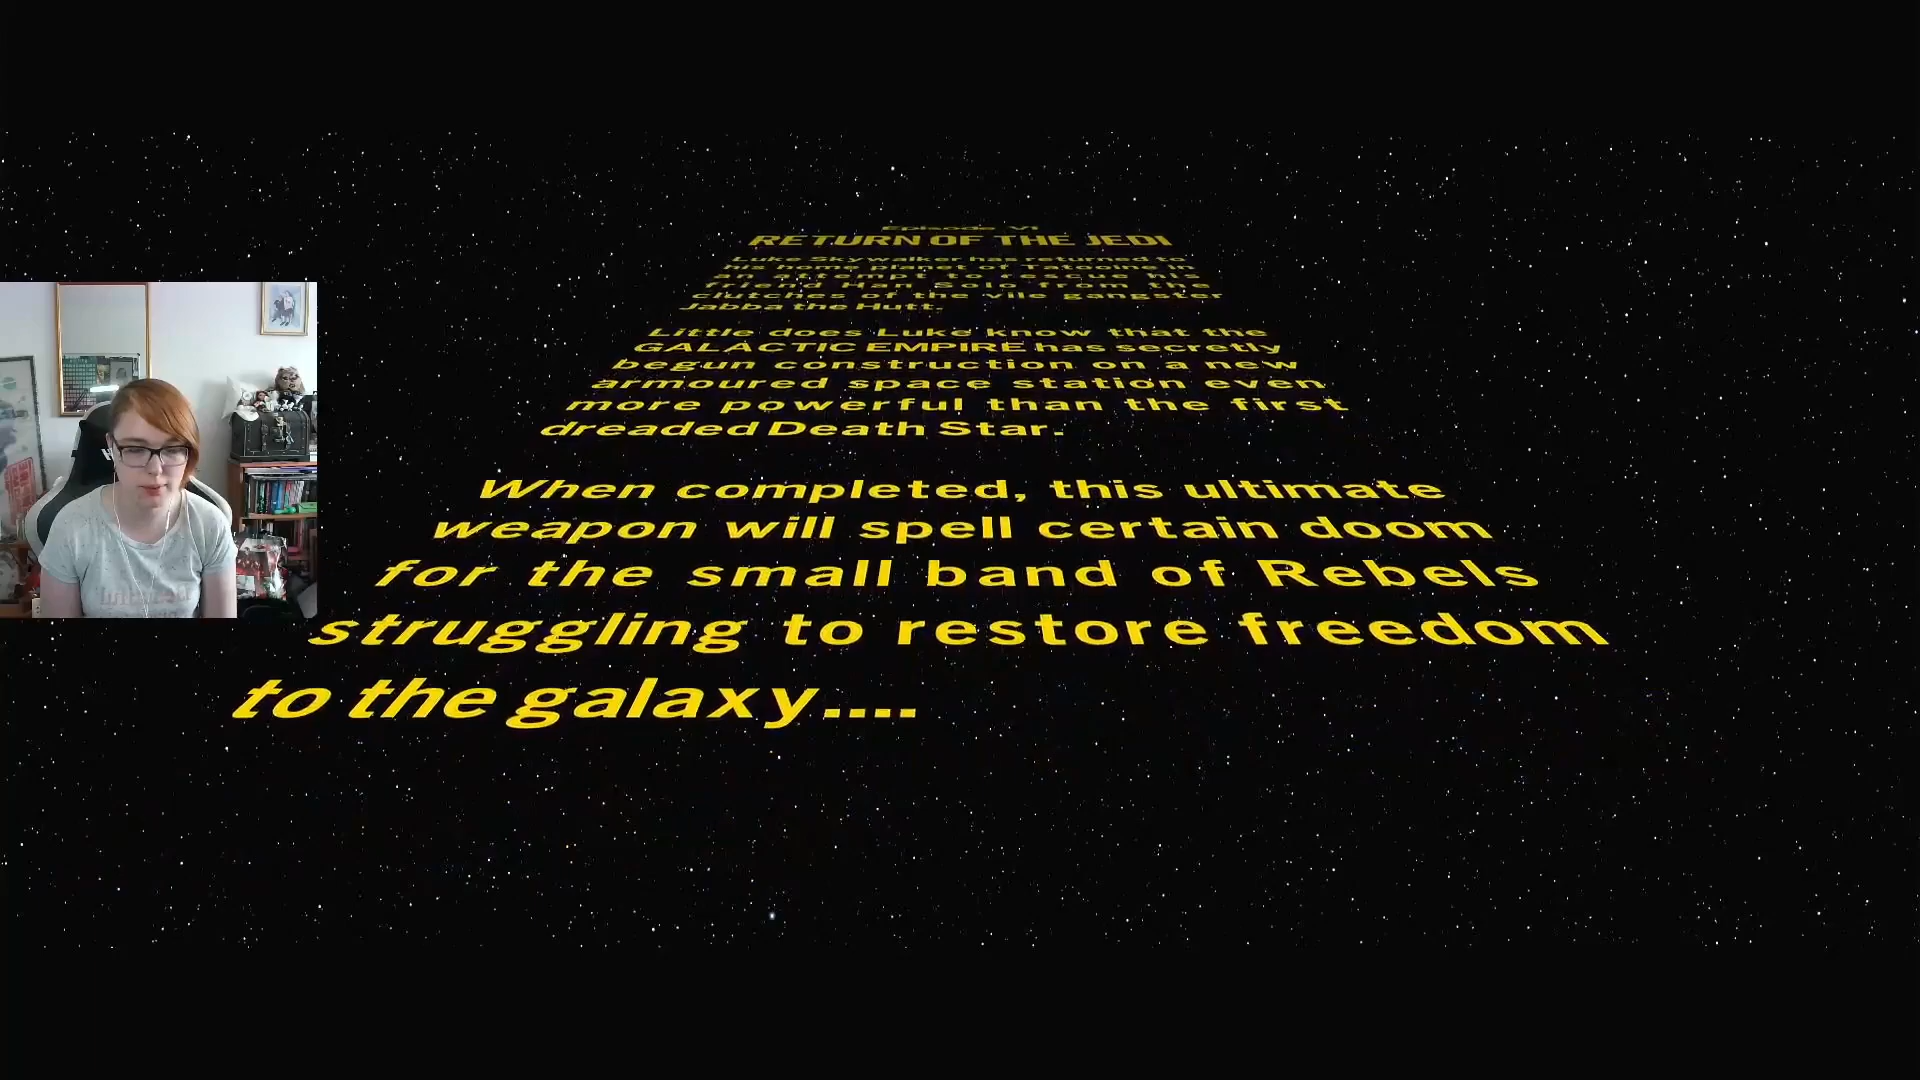 Episode VI
RETURN OF THE JEDI
Luke Skywalker has returned to
his home planet of Tatooine in
an attempt to rescue his
friend Han Solo from the
clutches of the vile gangster
Jabba the Hutt.
Little does Luke know that the
GALACTIC EMPIRE has secretly
begun construction on a new
armoured space station even
more powerful than the first
dreaded Death Star.
When completed, this ultimate
weapon will spell certain doom
for the small band of Rebels
struggling to restore freedom
to the galaxy....